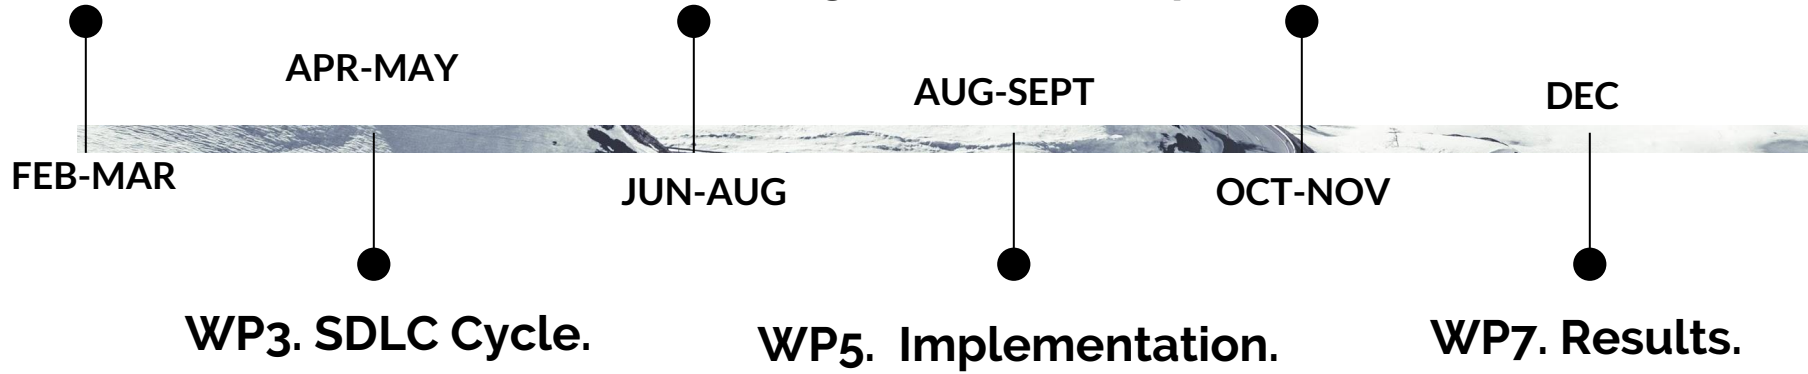 APR-MAY
AUG-SEPT
DEC
FEB-MAR
JUN-AUG
OCT-NOV
WP3. SDLC Cycle.
WP5. Implementation.
WP7. Results.